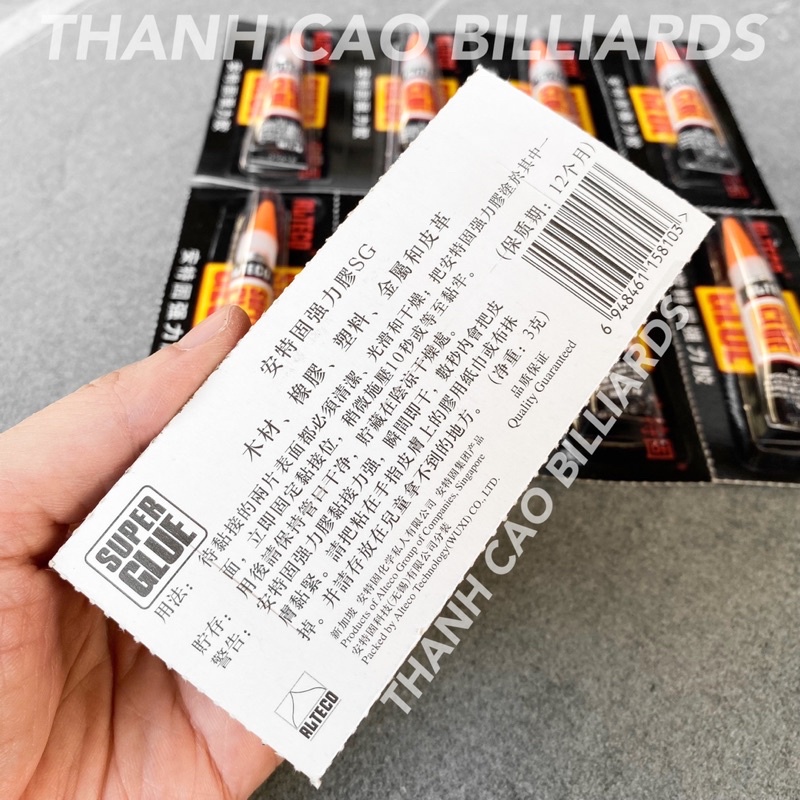 THANH CAO BILLIARDS
SUPER GLUE
安特固强力膠SG
木材、橡膠、塑料、金屬和皮革
用法：待黏接的兩片表面都必須清潔、光滑和干燥；把安特固强力膠塗於其中一
面，立即固定黏接位，稍微施壓10秒或等至黏牢。
貯存：用後請保持管口干净，貯藏在陰凉干燥處。
警告：安特固强力膠黏接力强，瞬間即干，數秒内會把皮
膚黏緊。請把粘在手指皮膚上的膠用纸巾或布抹
掉。并請存放在兒童拿不到的地方。
(保质期：12个月)
(净重：3克)
6 948461 158103 >
品质保证
Quality Guaranteed
新加坡 安特固化学私人有限公司 安特固集团产品
Products of Alteco Group of Companies, Singapore
安特固科技(无锡)有限公司分装
Packed by Alteco Technology(WUXI) CO., LTD.
ALTECO
THANH CAO BILLIARDS